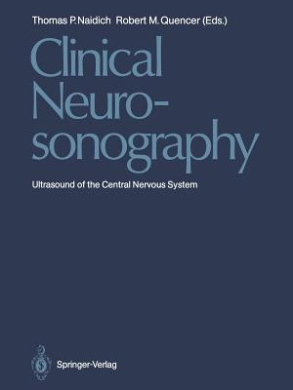 Thomas P. Naidich Robert M. Quencer (Eds.)
Clinical
Neuro-
sonography
Ultrasound of the Central Nervous System
Springer-Verlag